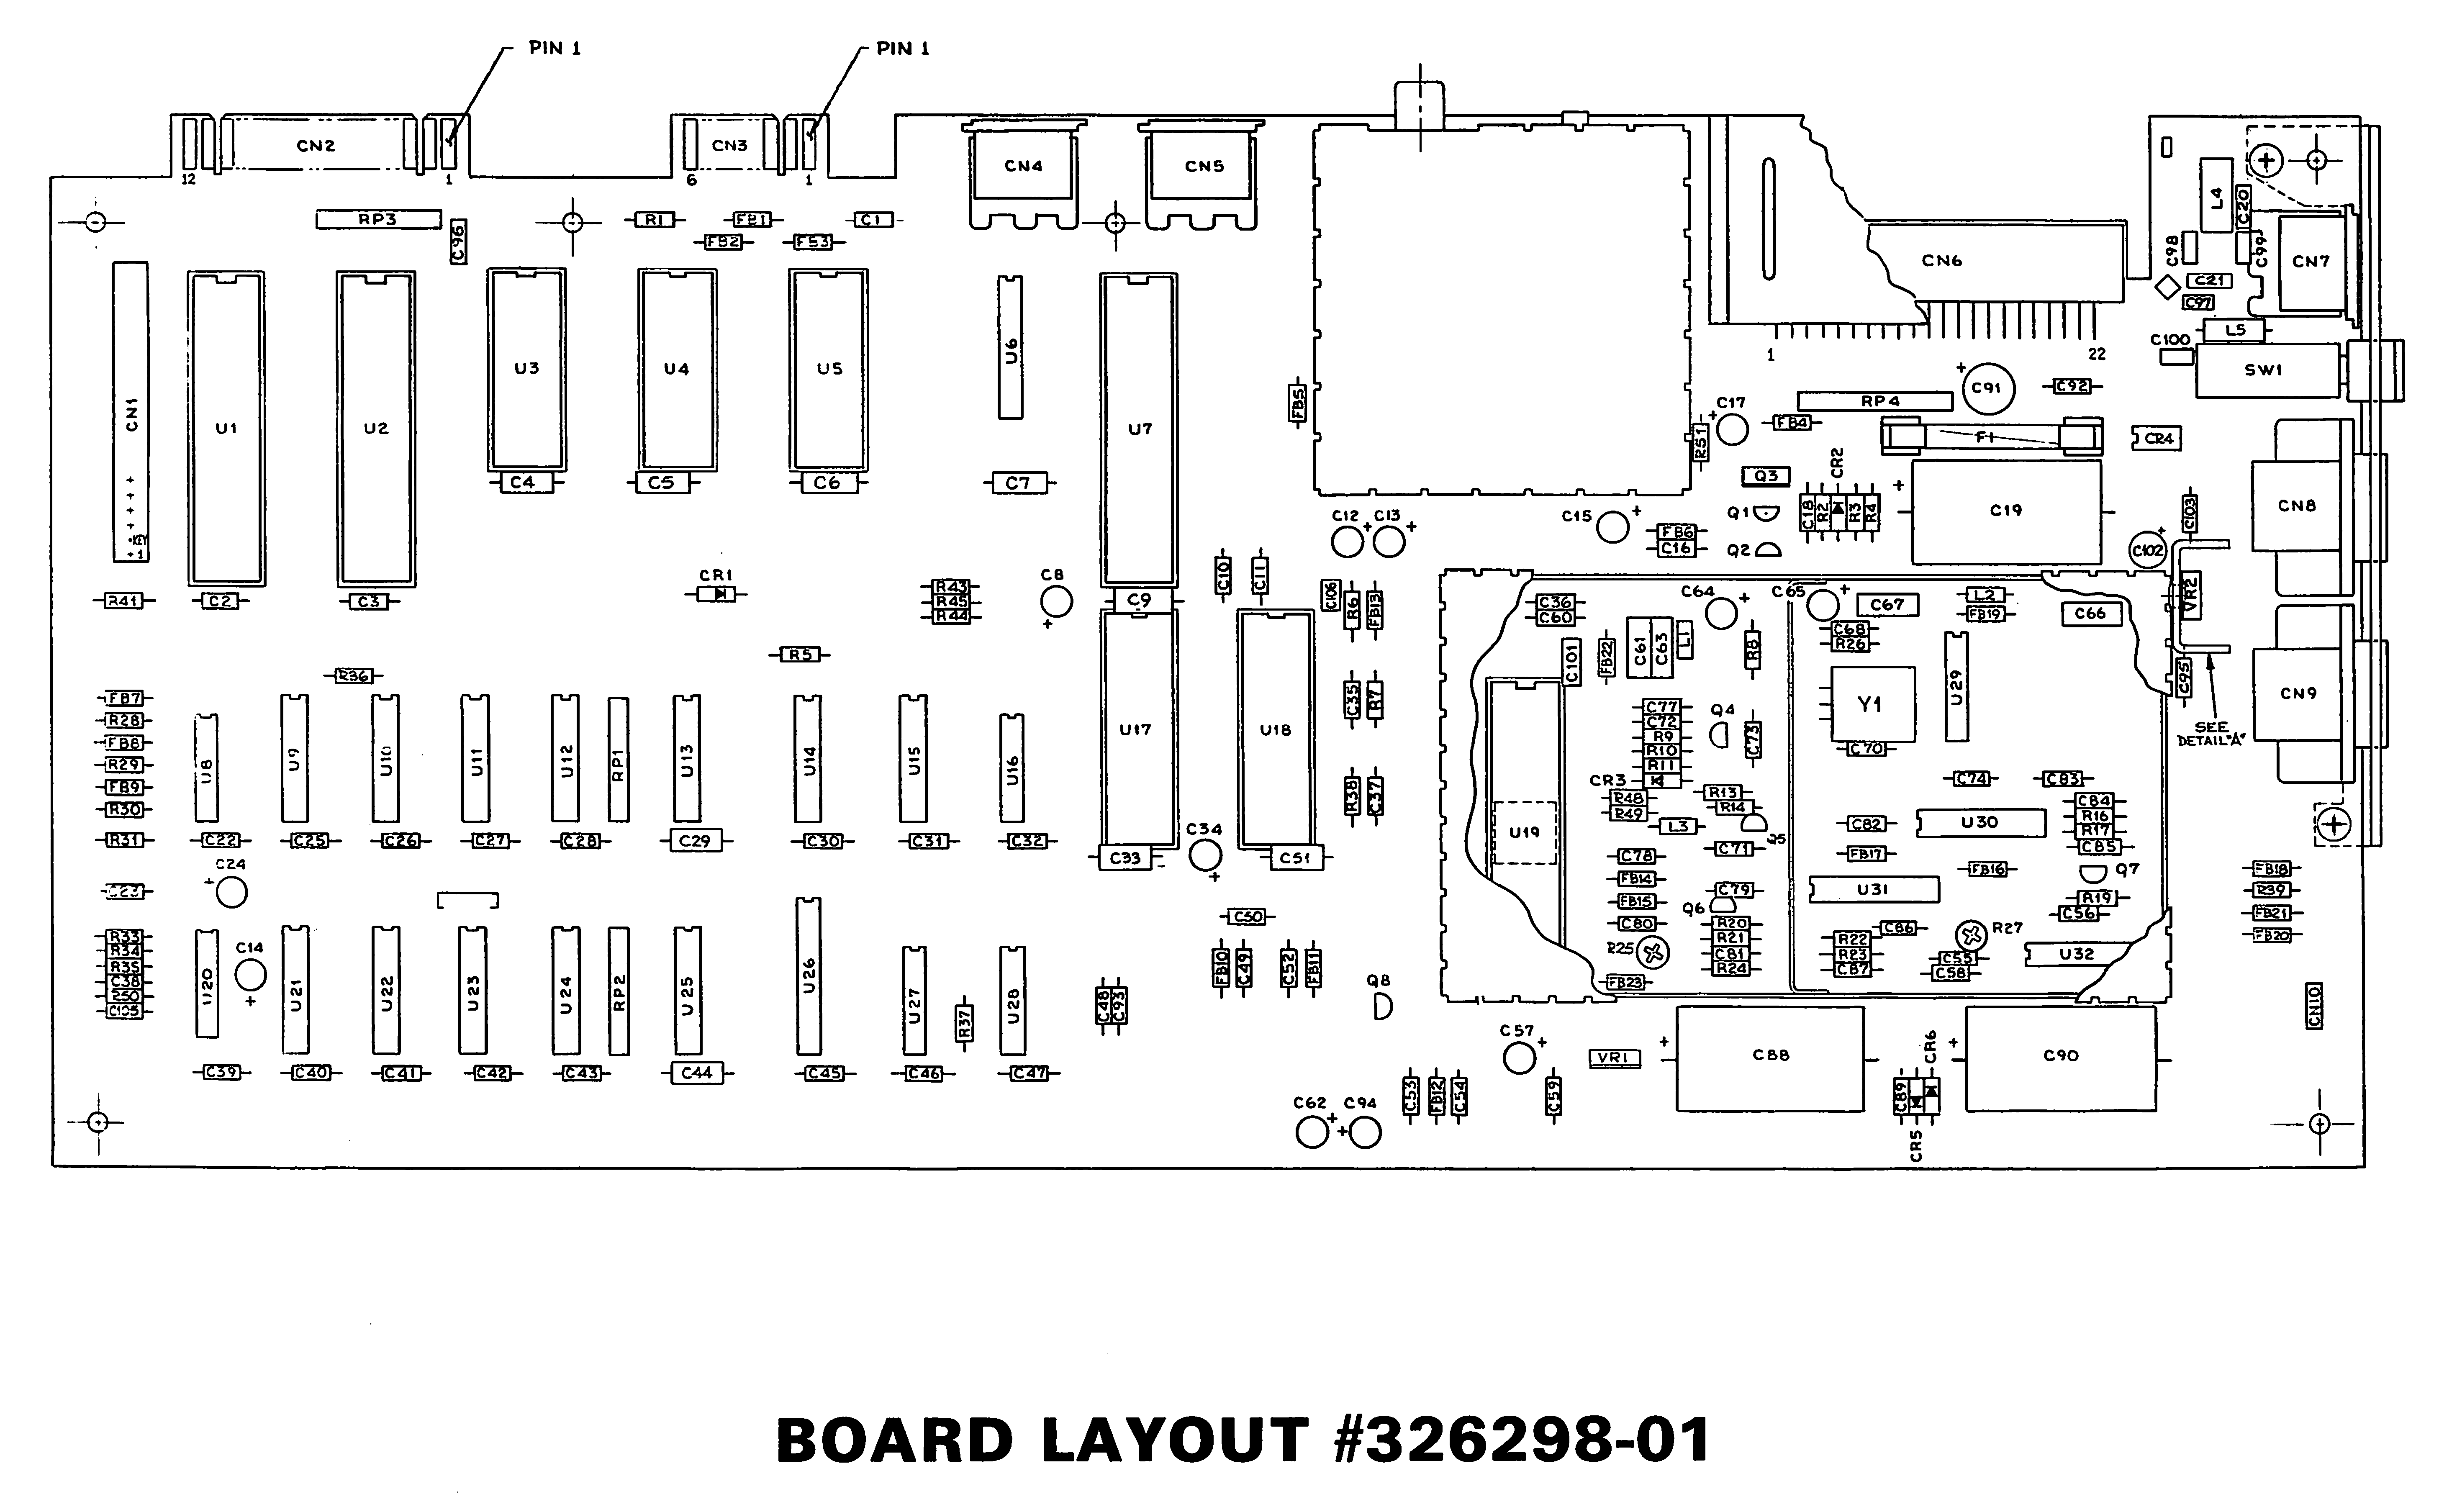 PIN 1
PIN 1
CN2
CN3
12
1
6
1
CN4
CN5
RP3
C96
R1
FB1
C1
FB2
FB3
L4
C20
C98
C99
CN7
C21
C97
L5
C100
SW1
CN6
1
22
CN1
KEY
+1
U1
U2
U3
U4
U5
U6
U7
C4
C5
C6
C7
FB5
C17
R51
RP4
C91
C92
FB4
F1
CR4
Q3
CR2
Q1
Q2
C18
R2
R3
R4
C19
C103
C102
CN8
C12
C13
C15
FB6
C16
R41
C2
C3
CR1
R43
R45
R44
C8
C9
C10
C11
C106
R6
FB13
R5
R36
C36
C60
C64
C65
C67
L2
FB19
C66
VR2
C101
FB22
C61
C63
L1
R8
C68
R26
U29
C95
CN9
SEE
DETAIL "A"
FB7
R28
FB8
R29
FB9
R30
R31
U8
U9
U10
U11
U12
RP1
U13
U14
U15
U16
U17
U18
C35
R7
R38
C37
C77
C72
R9
R10
R11
CR3
R48
R49
Q4
C73
Y1
C70
R13
R14
L3
Q5
C71
C74
C83
C84
R16
R17
C85
U30
C82
FB17
U19
C22
C25
C26
C27
C28
C29
C30
C31
C32
C33
C34
C51
C24
C23
C78
FB14
FB15
C80
R25
FB23
C79
Q6
R20
R21
C81
R24
U31
FB16
Q7
R19
C56
C86
R27
R22
R23
C87
C55
C58
U32
FB18
R39
FB21
FB20
R33
R34
R35
C38
R50
C105
U20
C14
U21
U22
U23
U24
RP2
U25
U26
U27
R37
U28
C48
C93
C50
FB10
C49
C52
FB11
Q8
CN10
C39
C40
C41
C42
C43
C44
C45
C46
C47
C57
VR1
C88
CR6
C90
C53
FB12
C54
C59
C89
CR5
C62
C94
BOARD LAYOUT #326298-01